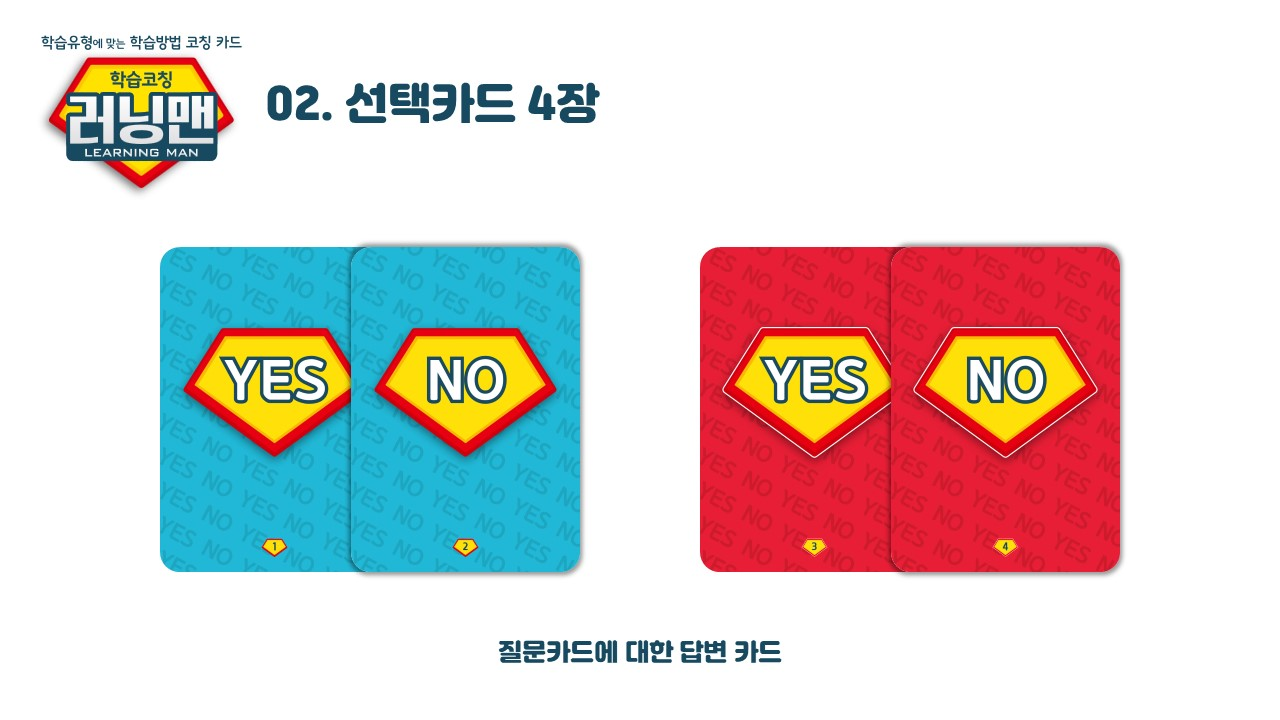 학습유형에 맞는 학습방법 코칭 카드
학습코칭
러닝맨
LEARNING MAN
02. 선택카드 4장
YES
NO
YES
NO
1
2
3
4
질문카드에 대한 답변 카드